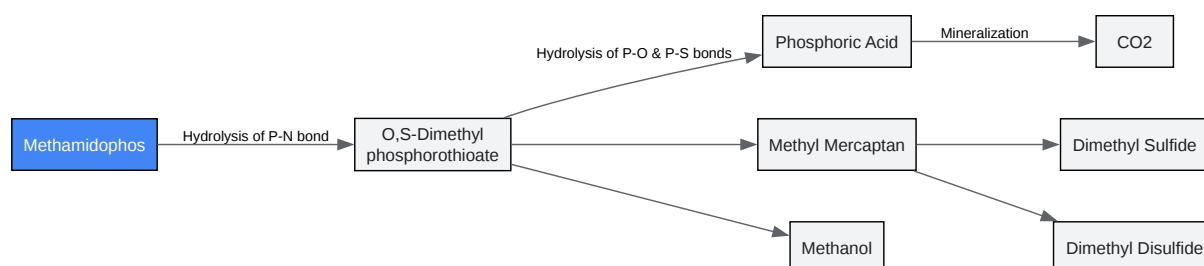 Methamidophos
Hydrolysis of P-N bond
O,S-Dimethyl
phosphorothioate
Hydrolysis of P-O & P-S bonds
Phosphoric Acid
Mineralization
CO2
Methyl Mercaptan
Dimethyl Sulfide
Methanol
Dimethyl Disulfide